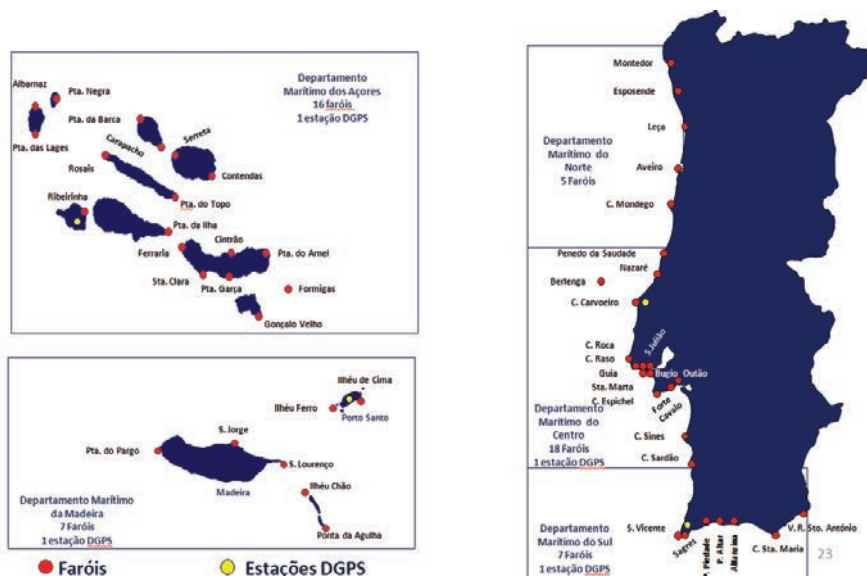 Departamento
Marítimo dos Açores
16 faróis
1 estação DGPS
Albarnaz
Pta. Negra
Pta. da Barca
Pta. das Lages
Carapacho
Serreta
Rosais
Contendas
Pta. do Topo
Ribeirinha
Pta. da Ilha
Ferraria
Cintrão
Pta. do Arnel
Sta. Clara
Pta. Garça
Formigas
Gonçalo Velho
Ilhéu de Cima
Ilhéu Ferro
Porto Santo
S. Jorge
Pta. do Pargo
S. Lourenço
Madeira
Ilhéu Chão
Ponta da Agulha
Departamento Marítimo
da Madeira
7 Faróis
1 estação DGPS
Faróis
Estações DGPS
Montedor
Esposende
Leça
Departamento
Marítimo do
Norte
5 Faróis
Aveiro
C. Mondego
Penedo da Saudade
Nazaré
Berlenga
C. Carvoeiro
S. Julião
C. Roca
C. Raso
Guia
Bugio
Outão
Sta. Marta
C. Espichel
Forte
Cavalo
Departamento
Marítimo do
Centro
18 Faróis
1 estação DGPS
C. Sines
C. Sardão
Departamento
Marítimo do Sul
7 Faróis
1 estação DGPS
S. Vicente
Sagres
Piedade
P. Altar
Alfanzina
C. Sta. Maria
V. R. Sto. António
23